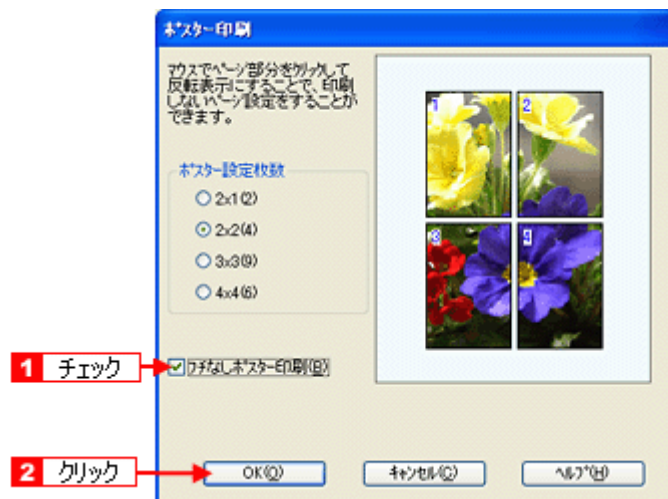 ポスター印刷
マウスでページ部分をクリックして
反転表示にすることで、印刷
しないページ設定をすることが
できます。
ポスター設定枚数
2x1(2)
2x2(4)
3x3(9)
4x4(6)
1 2
3 4
1 チェック
フチなしポスター印刷(B)
2 クリック
OK(O) キャンセル(C) ヘルプ(H)